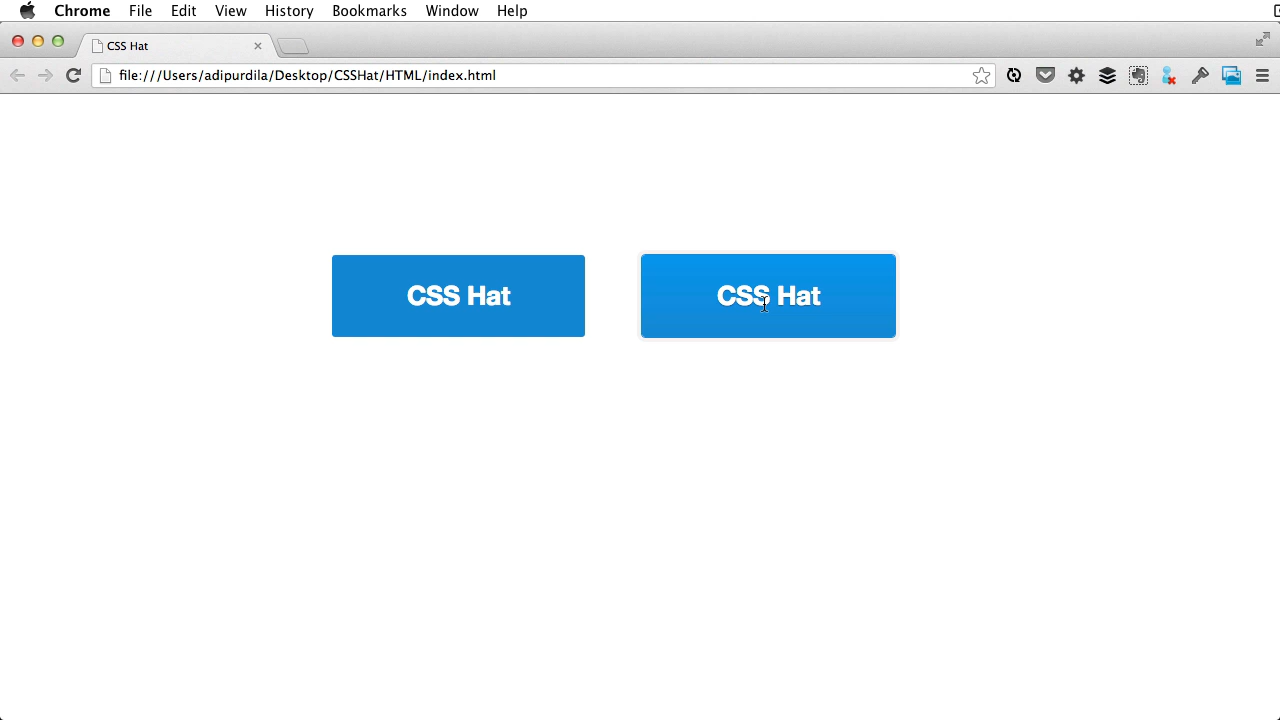 Chrome File Edit View History Bookmarks Window Help
CSS Hat
file:///Users/adipurdila/Desktop/CSSHat/HTML/index.html
CSS Hat CSS Hat